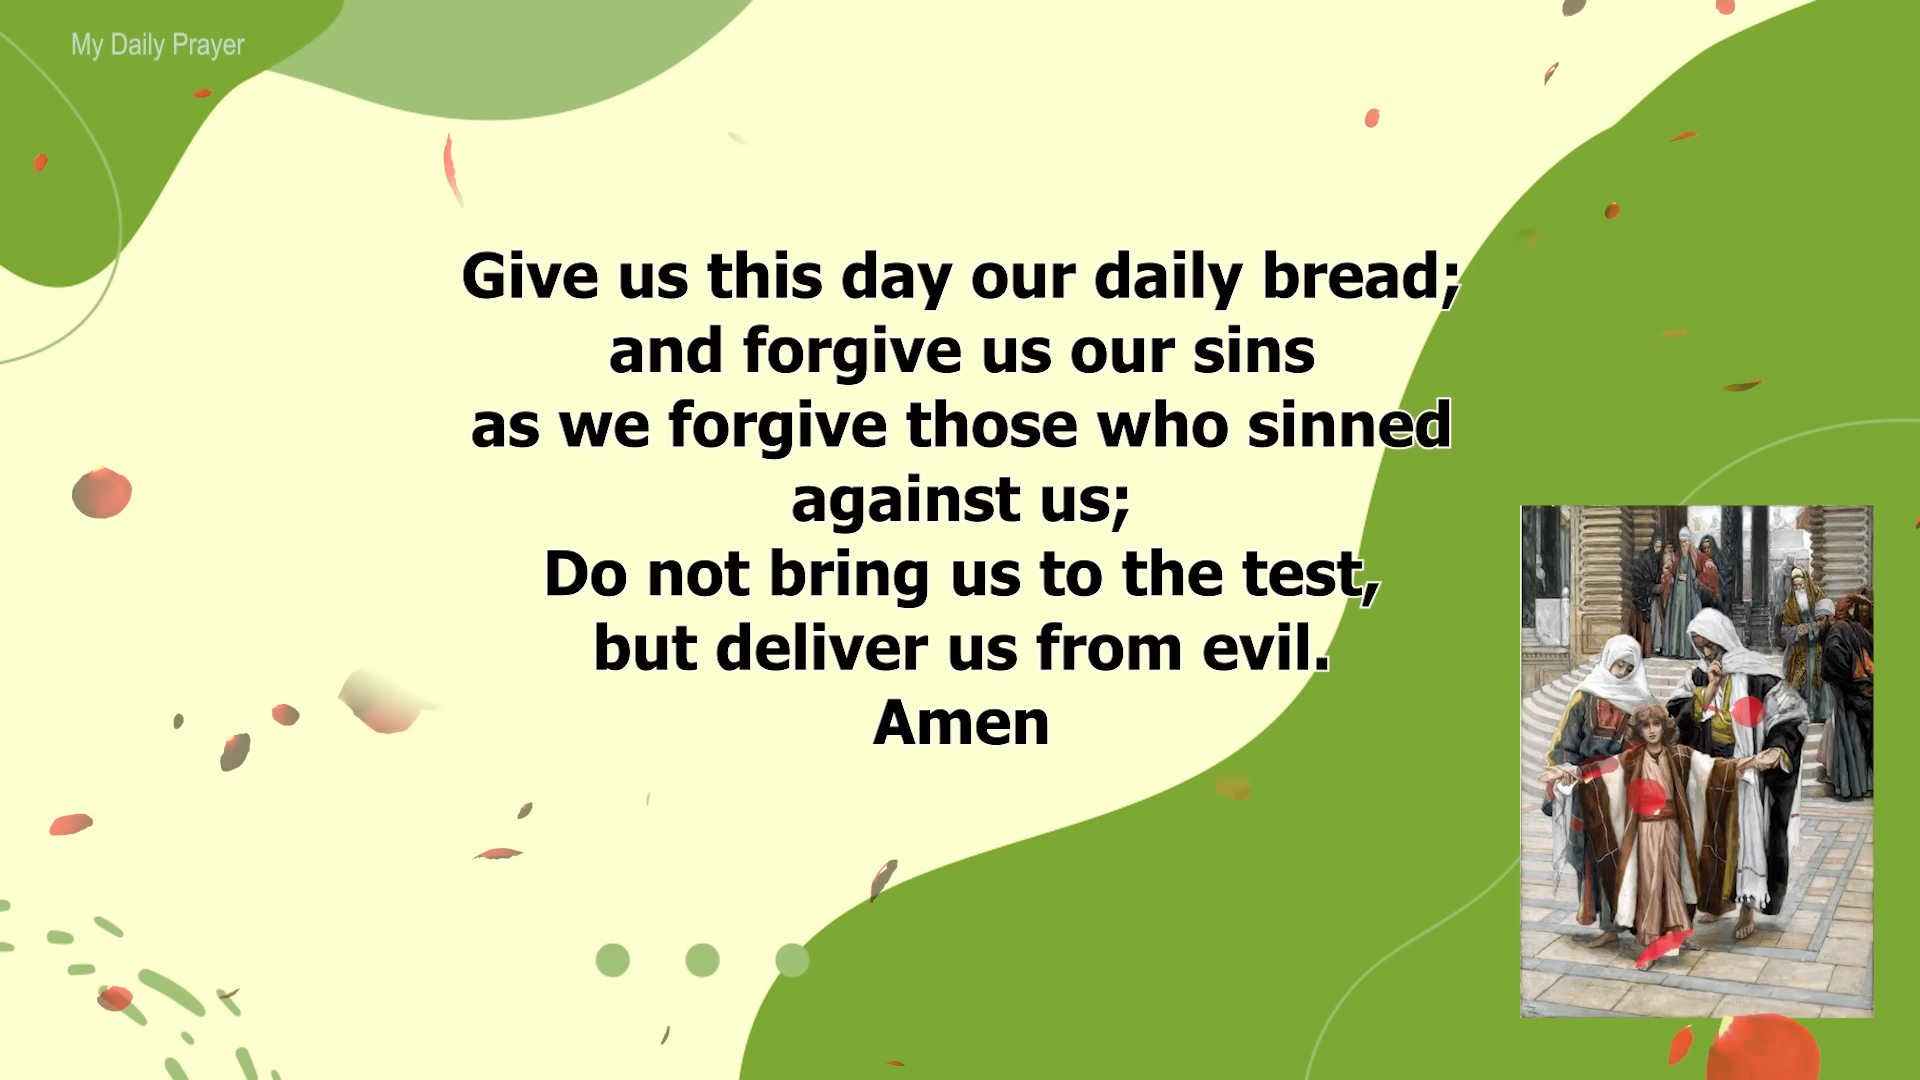 My Daily Prayer
Give us this day our daily bread;
and forgive us our sins
as we forgive those who sinned
against us;
Do not bring us to the test,
but deliver us from evil.
Amen